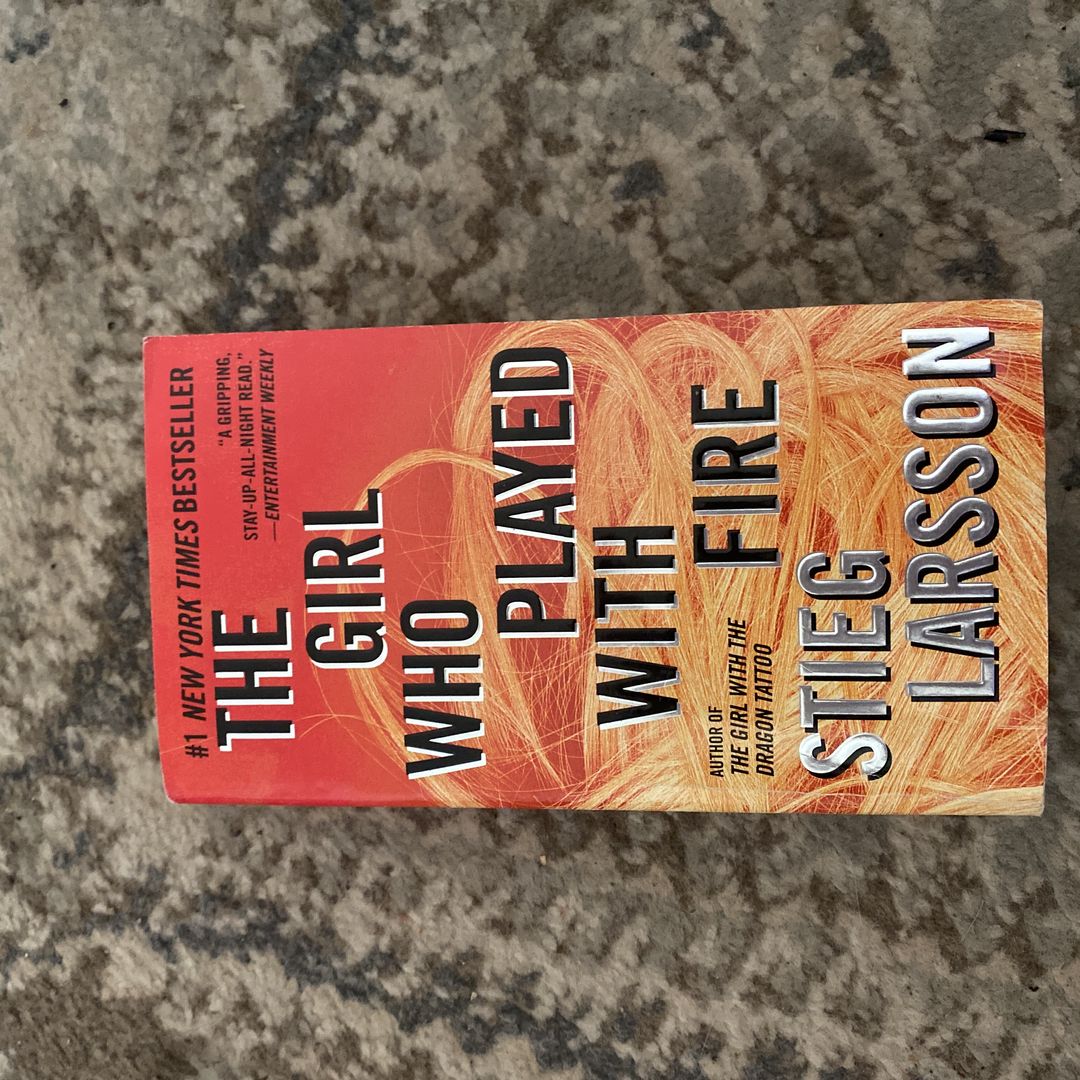 #1 NEW YORK TIMES BESTSELLER
"A GRIPPING,
STAY-UP-ALL-NIGHT READ."
—ENTERTAINMENT WEEKLY
THE
GIRL
WHO
PLAYED
WITH
FIRE
AUTHOR OF
THE GIRL WITH THE
DRAGON TATTOO
STIEG
LARSSON